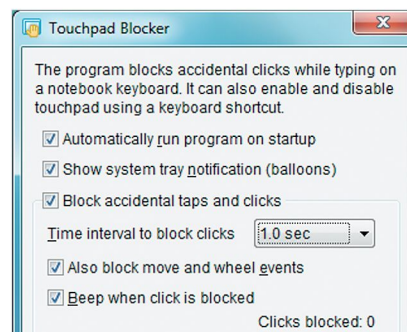 Touchpad Blocker
The program blocks accidental clicks while typing on
a notebook keyboard. It can also enable and disable
touchpad using a keyboard shortcut.
Automatically run program on startup
Show system tray notification (balloons)
Block accidental taps and clicks
Time interval to block clicks 1.0 sec
Also block move and wheel events
Beep when click is blocked
Clicks blocked: 0